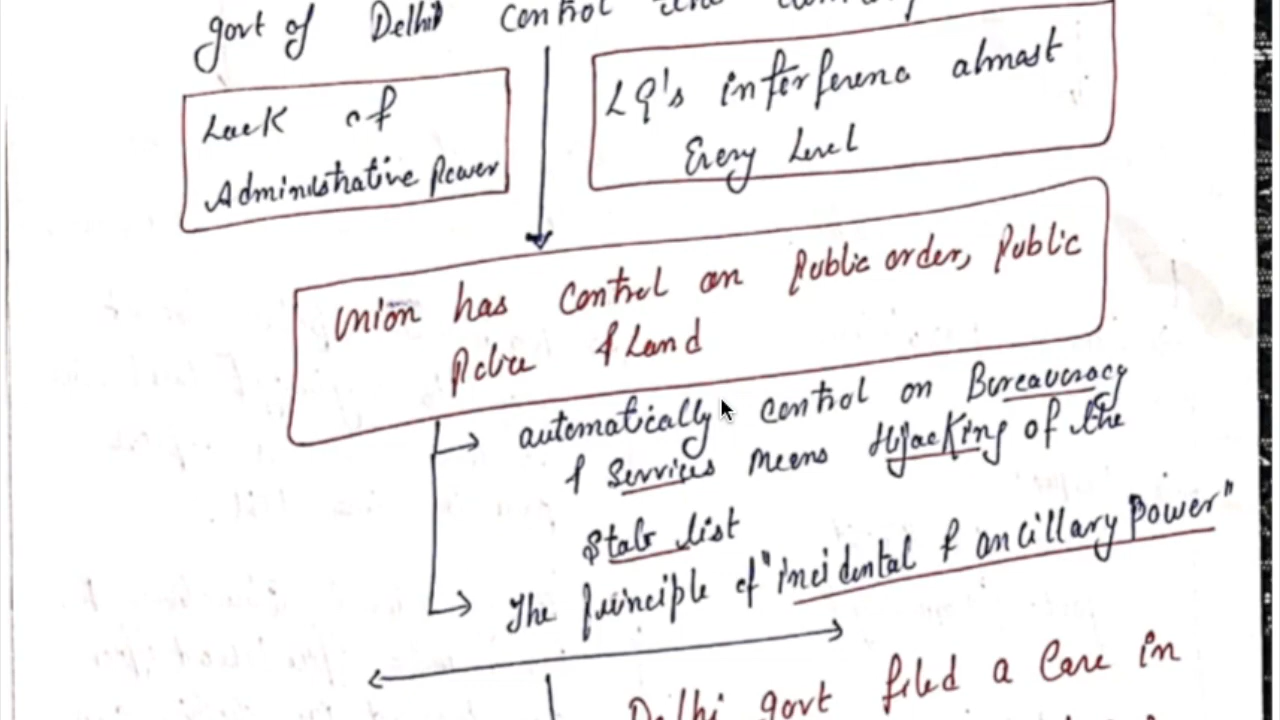 govt of Delhi control the
Lack of
Administrative Power
LG's interferenc almost
Every Level
Union has control on Public order, Public
Police & Land
automatically control on Bureaucracy
& Services means Hijacking of the
State list
The principle of "incidental & ancillary power"
Delhi govt filed a Case in